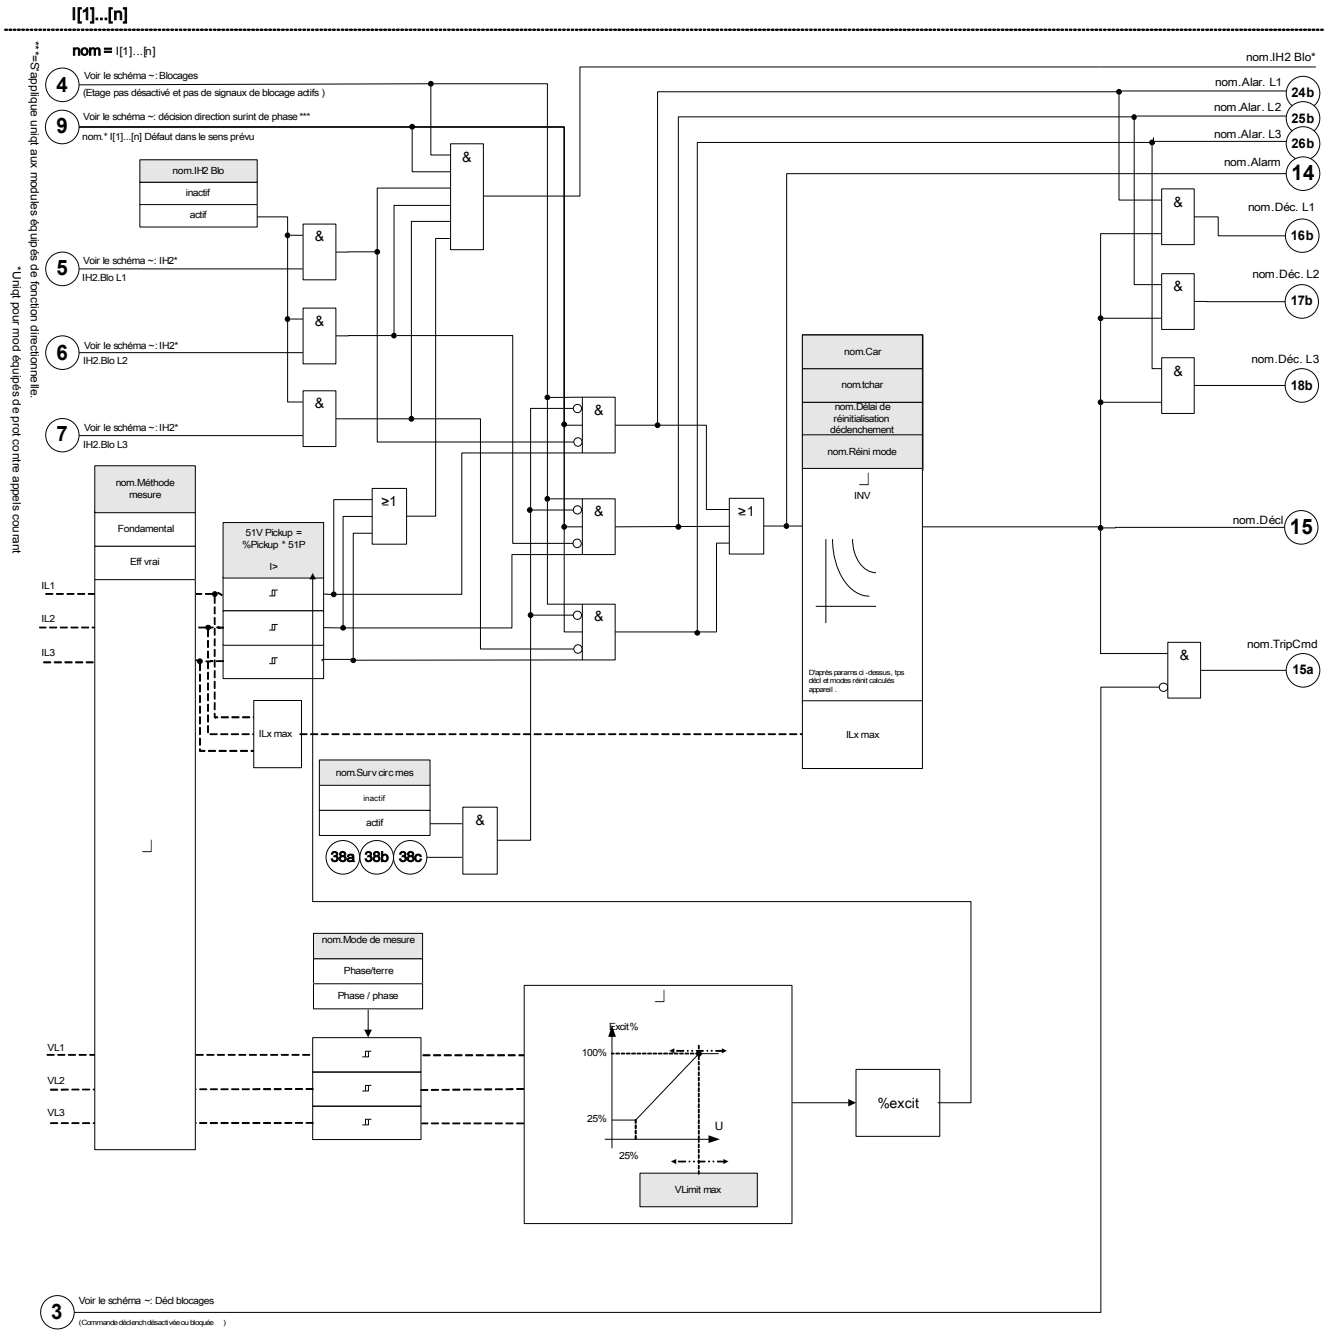 I[1]...[n]
nom = I[1]...[n]
***=S'applique uniqt aux modules équipés de fonction directionnelle.
*Uniqt pour mod équipés de prot contre appels courant
4
Voir le schéma ~: Blocages
(Etage pas désactivé et pas de signaux de blocage actifs )
9
Voir le schéma ~: décision direction surint de phase ***
nom.* I[1]...[n] Défaut dans le sens prévu
nom.IH2 Blo
inactif
actif
&
&
5
Voir le schéma ~: IH2*
IH2.Blo L1
&
6
Voir le schéma ~: IH2*
IH2.Blo L2
&
7
Voir le schéma ~: IH2*
IH2.Blo L3
nom.IH2 Blo*
nom.Alar. L1
24b
nom.Alar. L2
25b
nom.Alar. L3
26b
nom.Alarm
14
&
nom.Déc. L1
16b
&
nom.Déc. L2
17b
&
nom.Déc. L3
18b
nom.Méthode
mesure
Fondamental
Eff vrai
51V Pickup =
%Pickup * 51P
I>
≥1
&
&
&
≥1
IL1
IL2
IL3
ILx max
nom.Car
nom.tchar
nom.Délai de
réinitialisation
déclenchement
nom.Réini mode
INV
D'après params ci -dessus, tps
décl et modes réinit calculés
appareil .
ILx max
nom.Décl
15
nom.TripCmd
&
15a
nom.Surv circ mes
inactif
actif
&
38a
38b
38c
nom.Mode de mesure
Phase/terre
Phase / phase
VL1
VL2
VL3
Excit%
100%
25%
U
25%
VLimit max
%excit
3
Voir le schéma ~: Décl blocages
(Commande déclench désactivée ou bloquée )